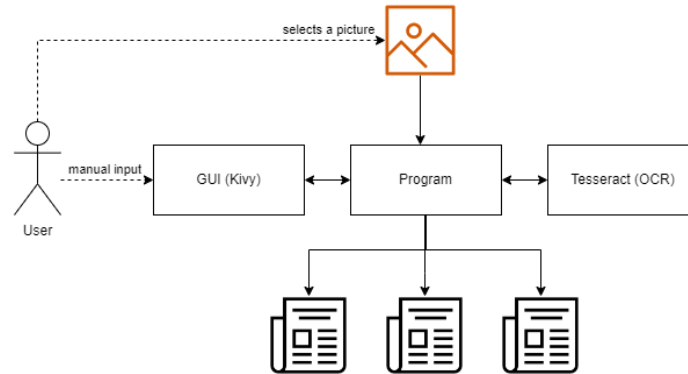 selects a picture
manual input
GUI (Kivy)
Program
Tesseract (OCR)
User